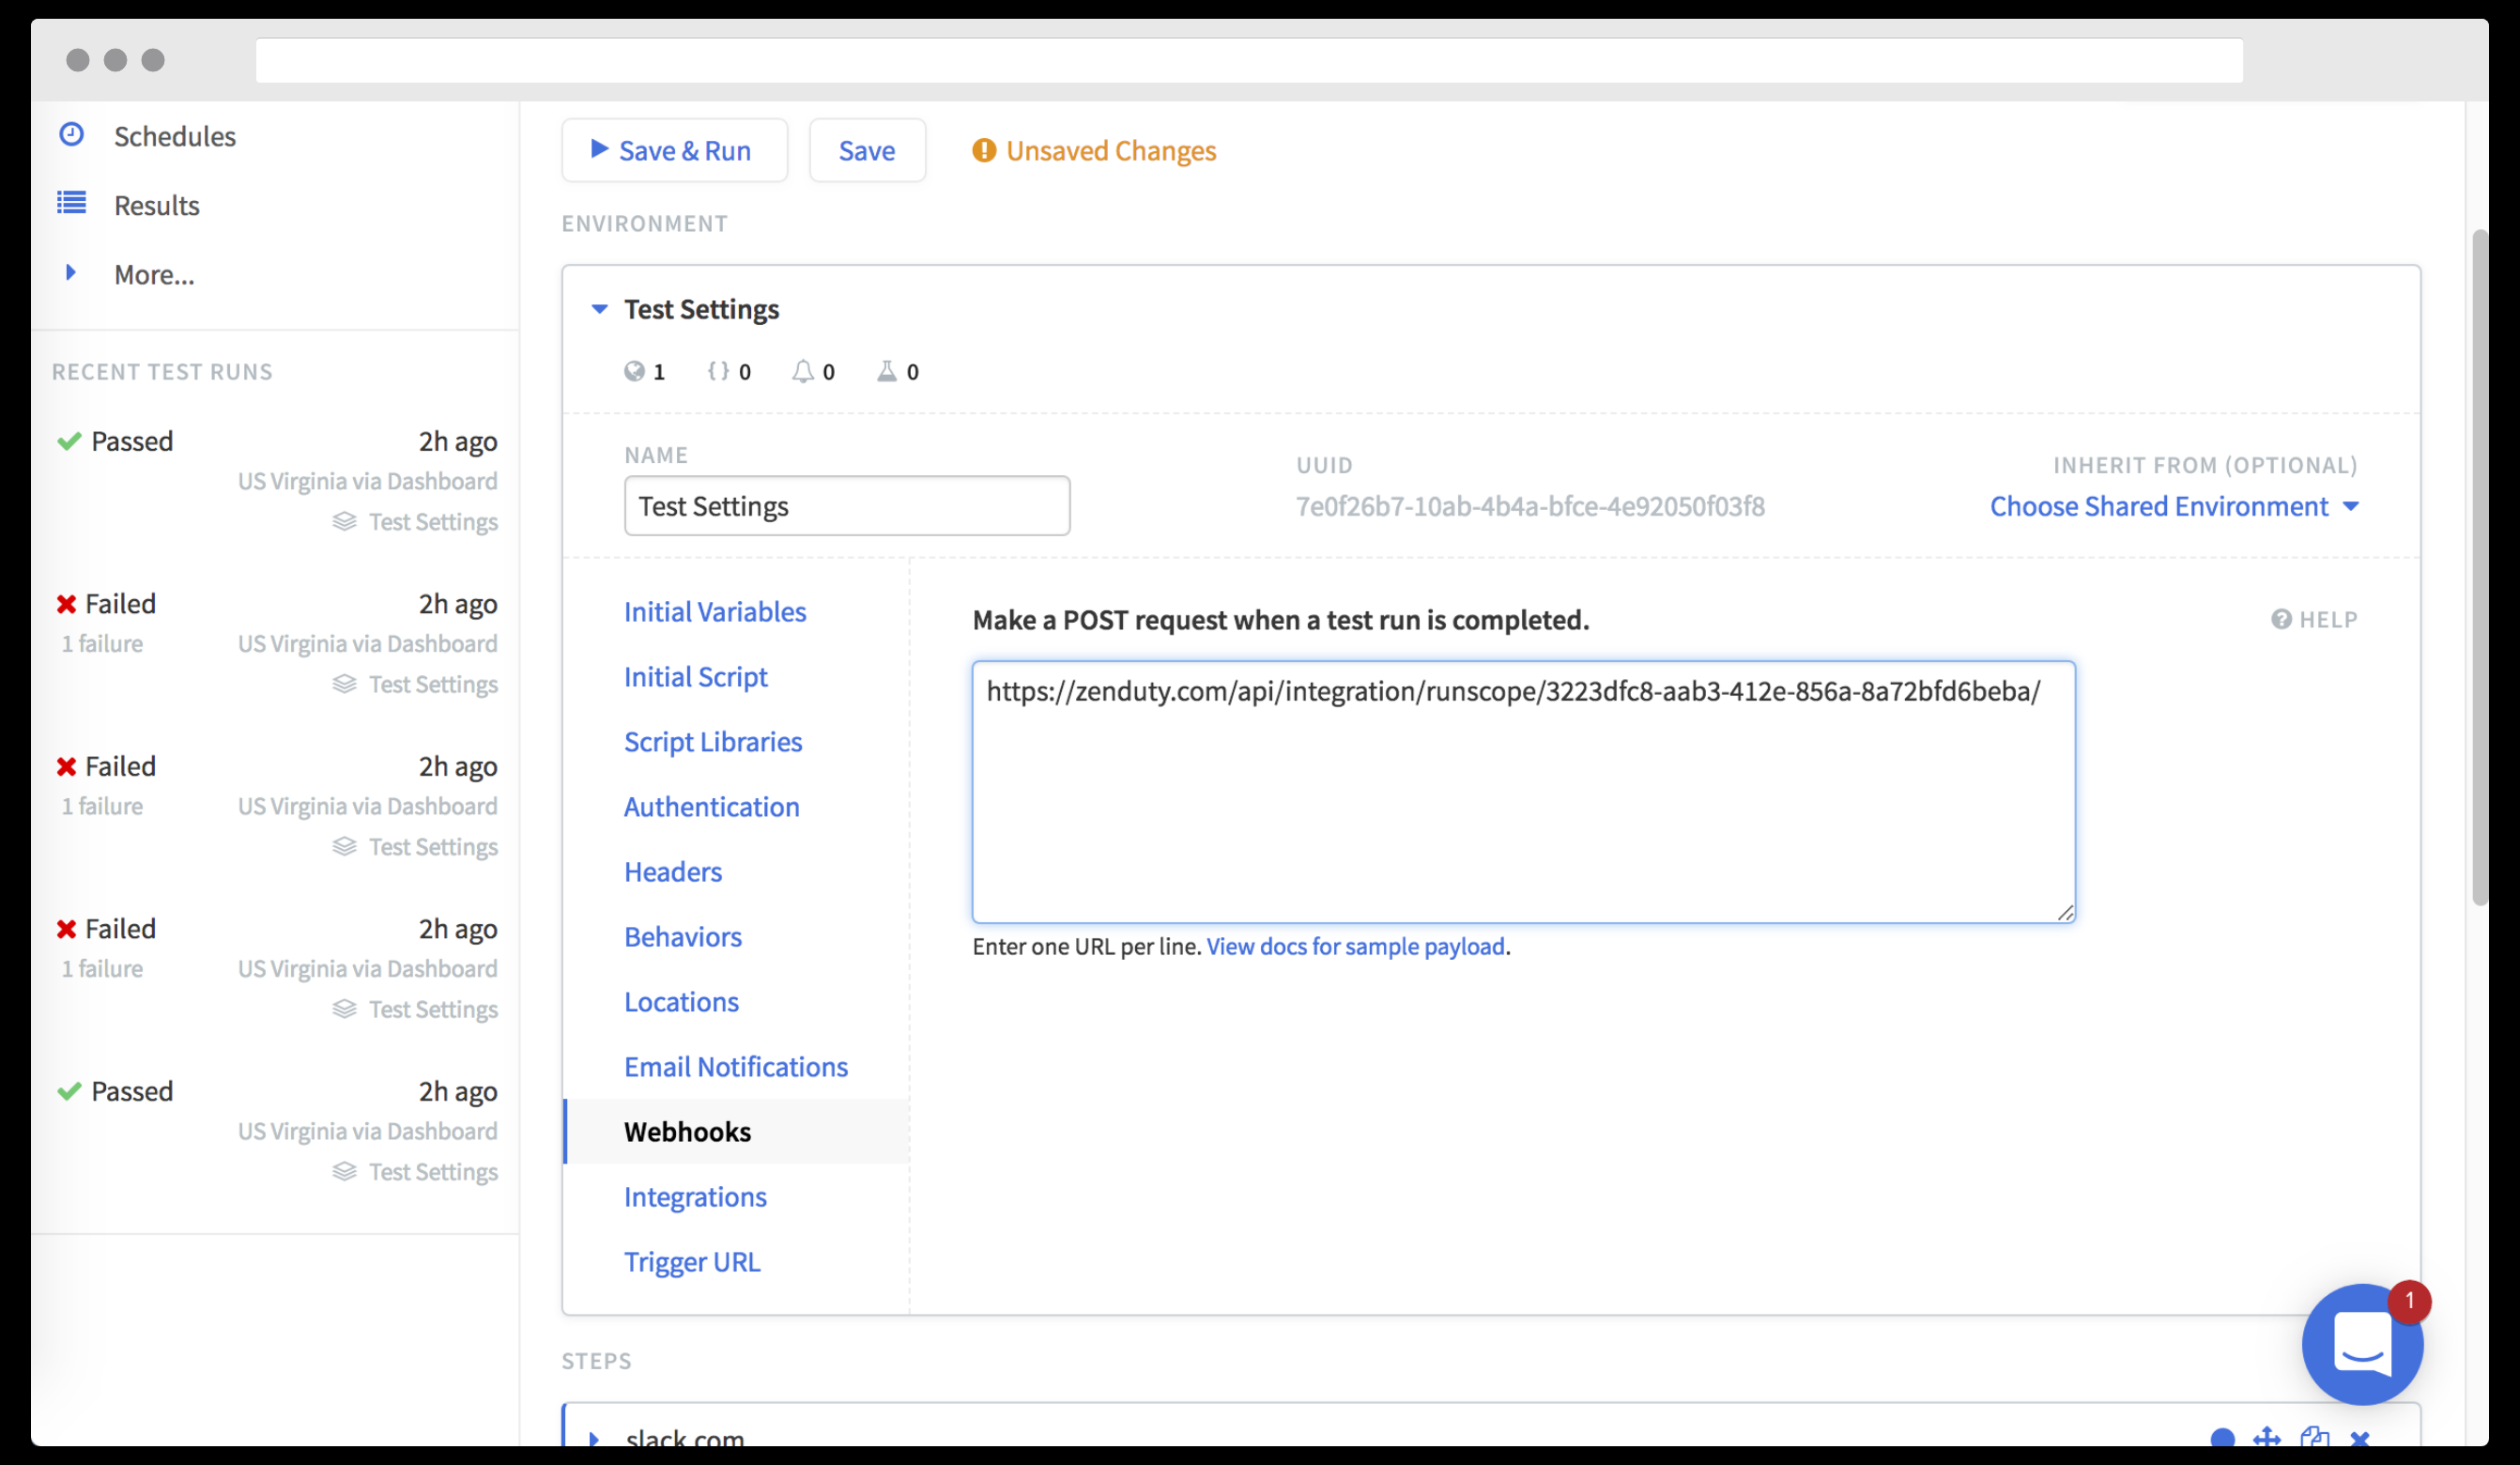 Schedules
Results
More...
RECENT TEST RUNS
Passed 2h ago
US Virginia via Dashboard
Test Settings
Failed 2h ago
1 failure US Virginia via Dashboard
Test Settings
Failed 2h ago
1 failure US Virginia via Dashboard
Test Settings
Failed 2h ago
1 failure US Virginia via Dashboard
Test Settings
Passed 2h ago
US Virginia via Dashboard
Test Settings
Save & Run Save Unsaved Changes
ENVIRONMENT
Test Settings
1 {} 0 0 0
NAME
Test Settings
UUID
7e0f26b7-10ab-4b4a-bfce-4e92050f03f8
INHERIT FROM (OPTIONAL)
Choose Shared Environment
Initial Variables
Initial Script
Script Libraries
Authentication
Headers
Behaviors
Locations
Email Notifications
Webhooks
Integrations
Trigger URL
Make a POST request when a test run is completed.
HELP
https://zenduty.com/api/integration/runscope/3223dfc8-aab3-412e-856a-8a72bfd6beba/
Enter one URL per line. View docs for sample payload.
1
STEPS
slack.com